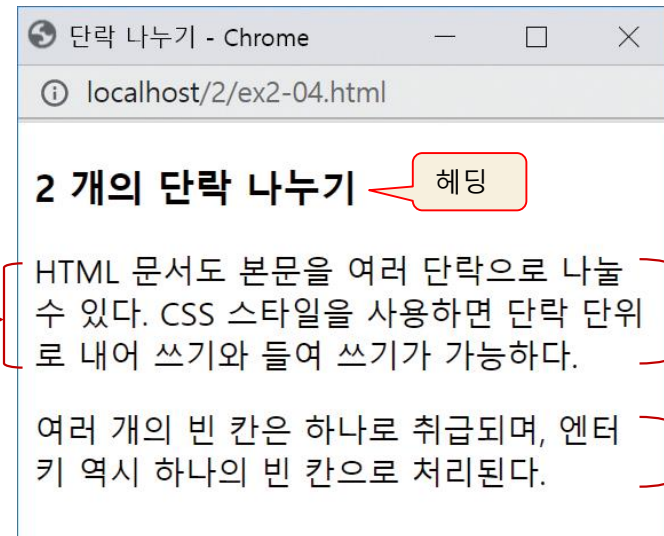 단락 나누기 - Chrome
localhost/2/ex2-04.html
2 개의 단락 나누기
헤딩
HTML 문서도 본문을 여러 단락으로 나눌
수 있다. CSS 스타일을 사용하면 단락 단위
로 내어 쓰기와 들여 쓰기가 가능하다.
여러 개의 빈 칸은 하나로 취급되며, 엔터
키 역시 하나의 빈 칸으로 처리된다.